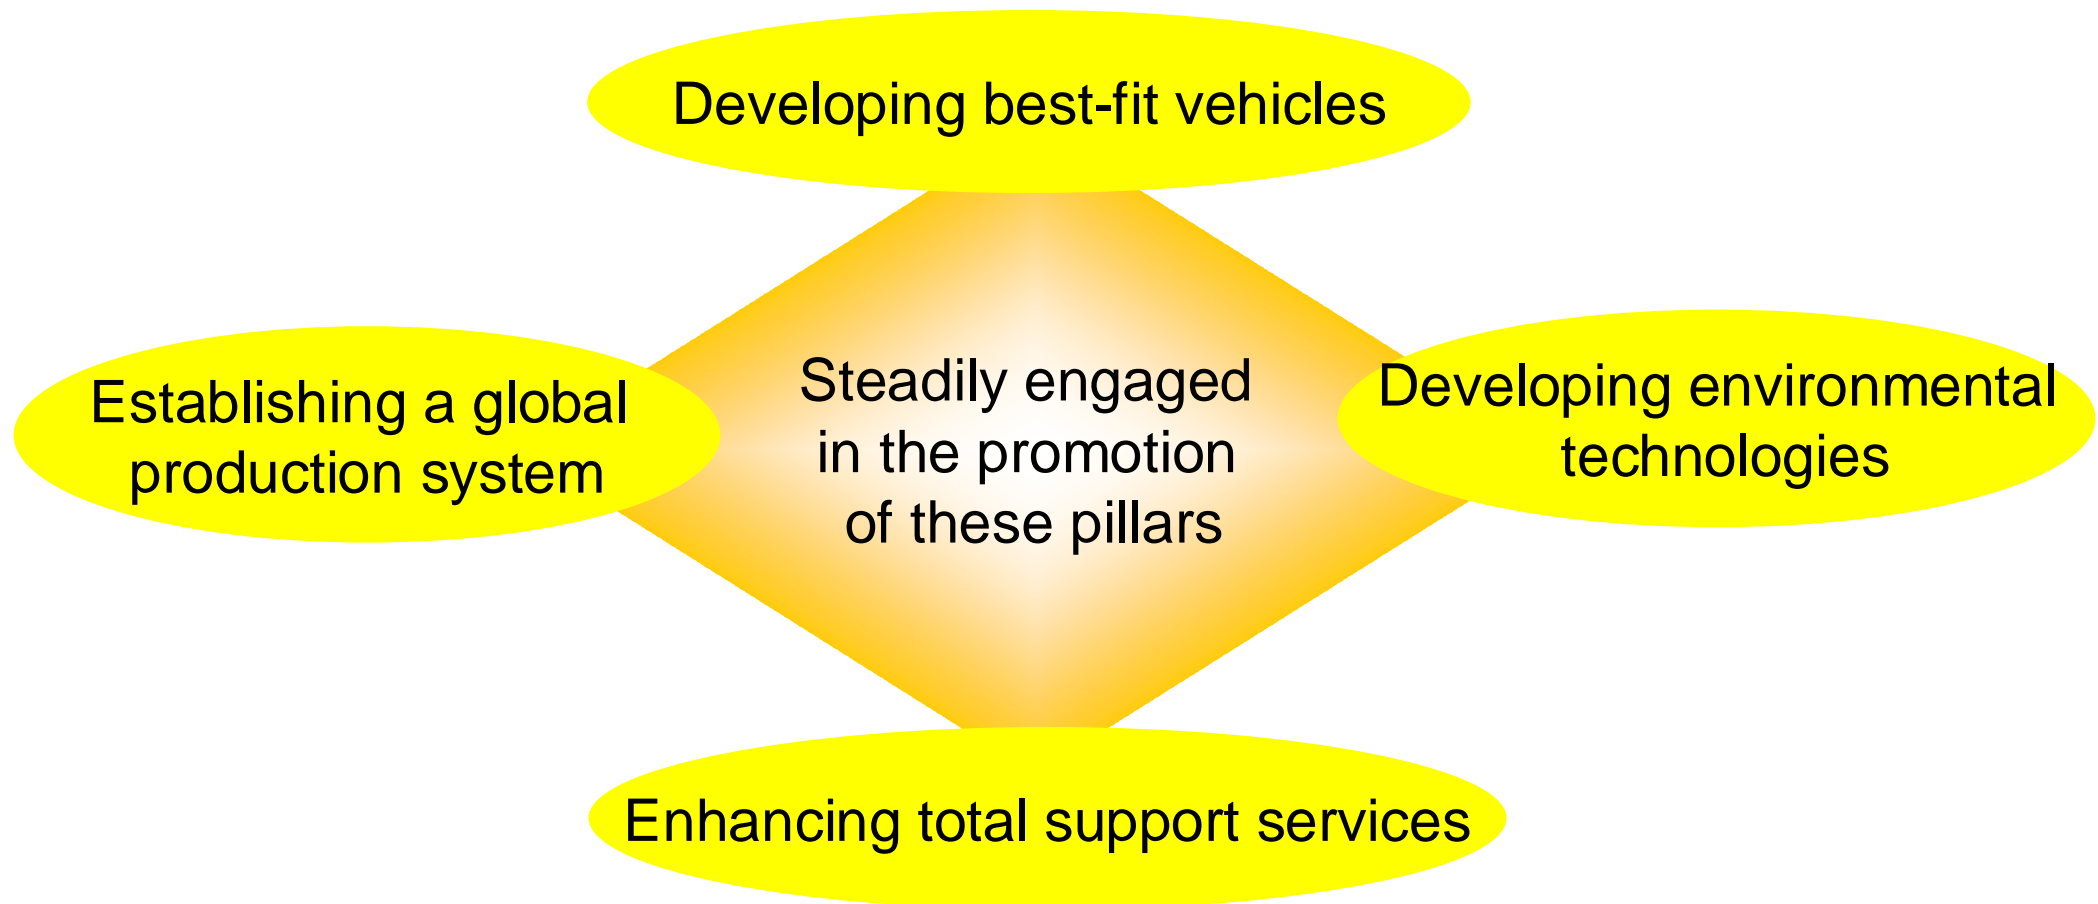 Developing best-fit vehicles
Establishing a global
production system
Steadily engaged
in the promotion
of these pillars
Developing environmental
technologies
Enhancing total support services